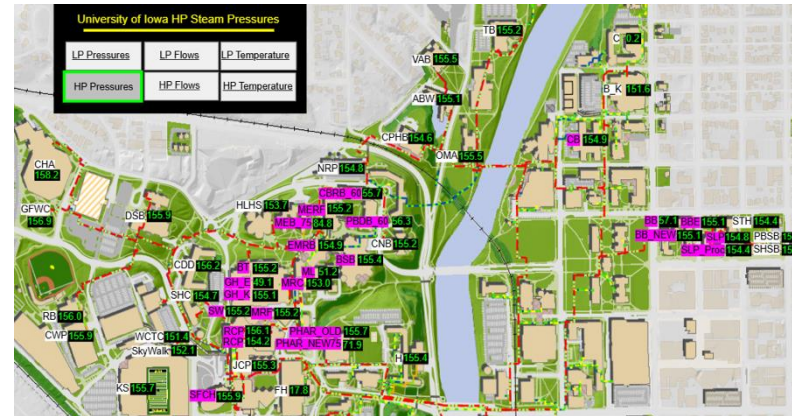 University of Iowa HP Steam Pressures
LP Pressures LP Flows LP Temperature
HP Pressures HP Flows HP Temperature
TB 155.2
C 0.2
VAB 155.5
ABW 155.1
B_K 151.6
CPHB 154.6
CB 154.9
OMA 155.5
CHA 158.2
NRP 154.8
CBRB_60 55.7
HLHS 153.7
MERF 155.2
GFWC 156.9
DSB 155.9
MEB_75 84.8
PBDB_60 56.3
BB 57.1 BBE 155.1 STH 154.4
BB_NEW 155.1 SLP 154.8 PBSB 15
SLP_Proc 154.4 SHSB 15
EMRB 154.9
CNB 155.2
BSB 155.4
CDD 156.2
BT 155.2
ML 51.2
GH_E 49.1
MRC 153.0
GH_K 155.1
SHC 154.7
SW 155.2 MRF 155.2
RB 156.0
CWP 155.9
WCTC 151.4
SkyWalk 152.1
RCP 156.1
RCP 154.2
PHAR_OLD 155.7
PHAR_NEW75 71.9
H 155.4
JCP 155.3
KS 155.7
SFCH 155.9
FH 17.8